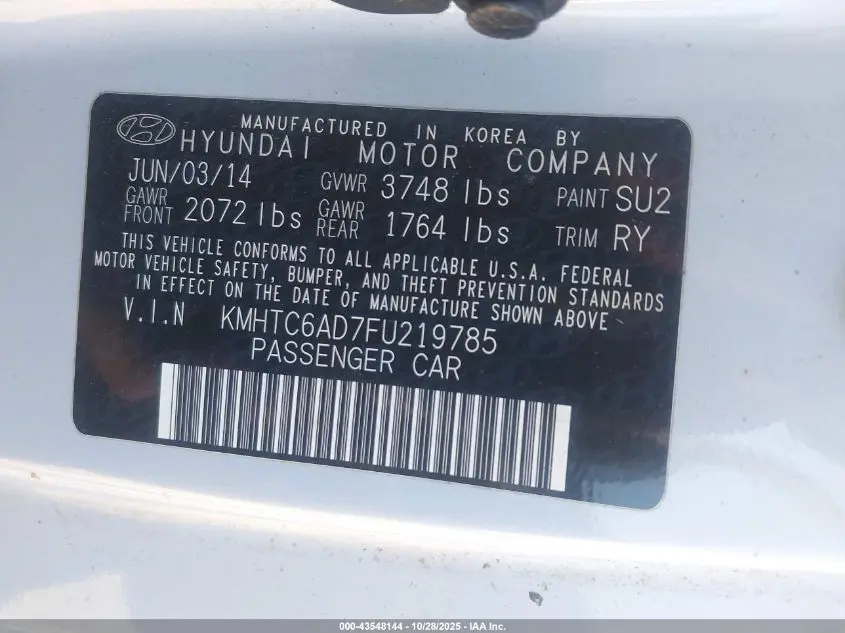 MANUFACTURED IN KOREA BY
HYUNDAI MOTOR COMPANY
JUN/03/14 GVWR 3748 lbs PAINT SU2
GAWR FRONT 2072 lbs GAWR REAR 1764 lbs TRIM RY
THIS VEHICLE CONFORMS TO ALL APPLICABLE U.S.A. FEDERAL
MOTOR VEHICLE SAFETY, BUMPER, AND THEFT PREVENTION STANDARDS
IN EFFECT ON THE DATE OF MANUFACTURE SHOWN ABOVE
V.I.N KMHTC6AD7FU219785
PASSENGER CAR
000-43548144 - 10/28/2025 - IAA Inc.